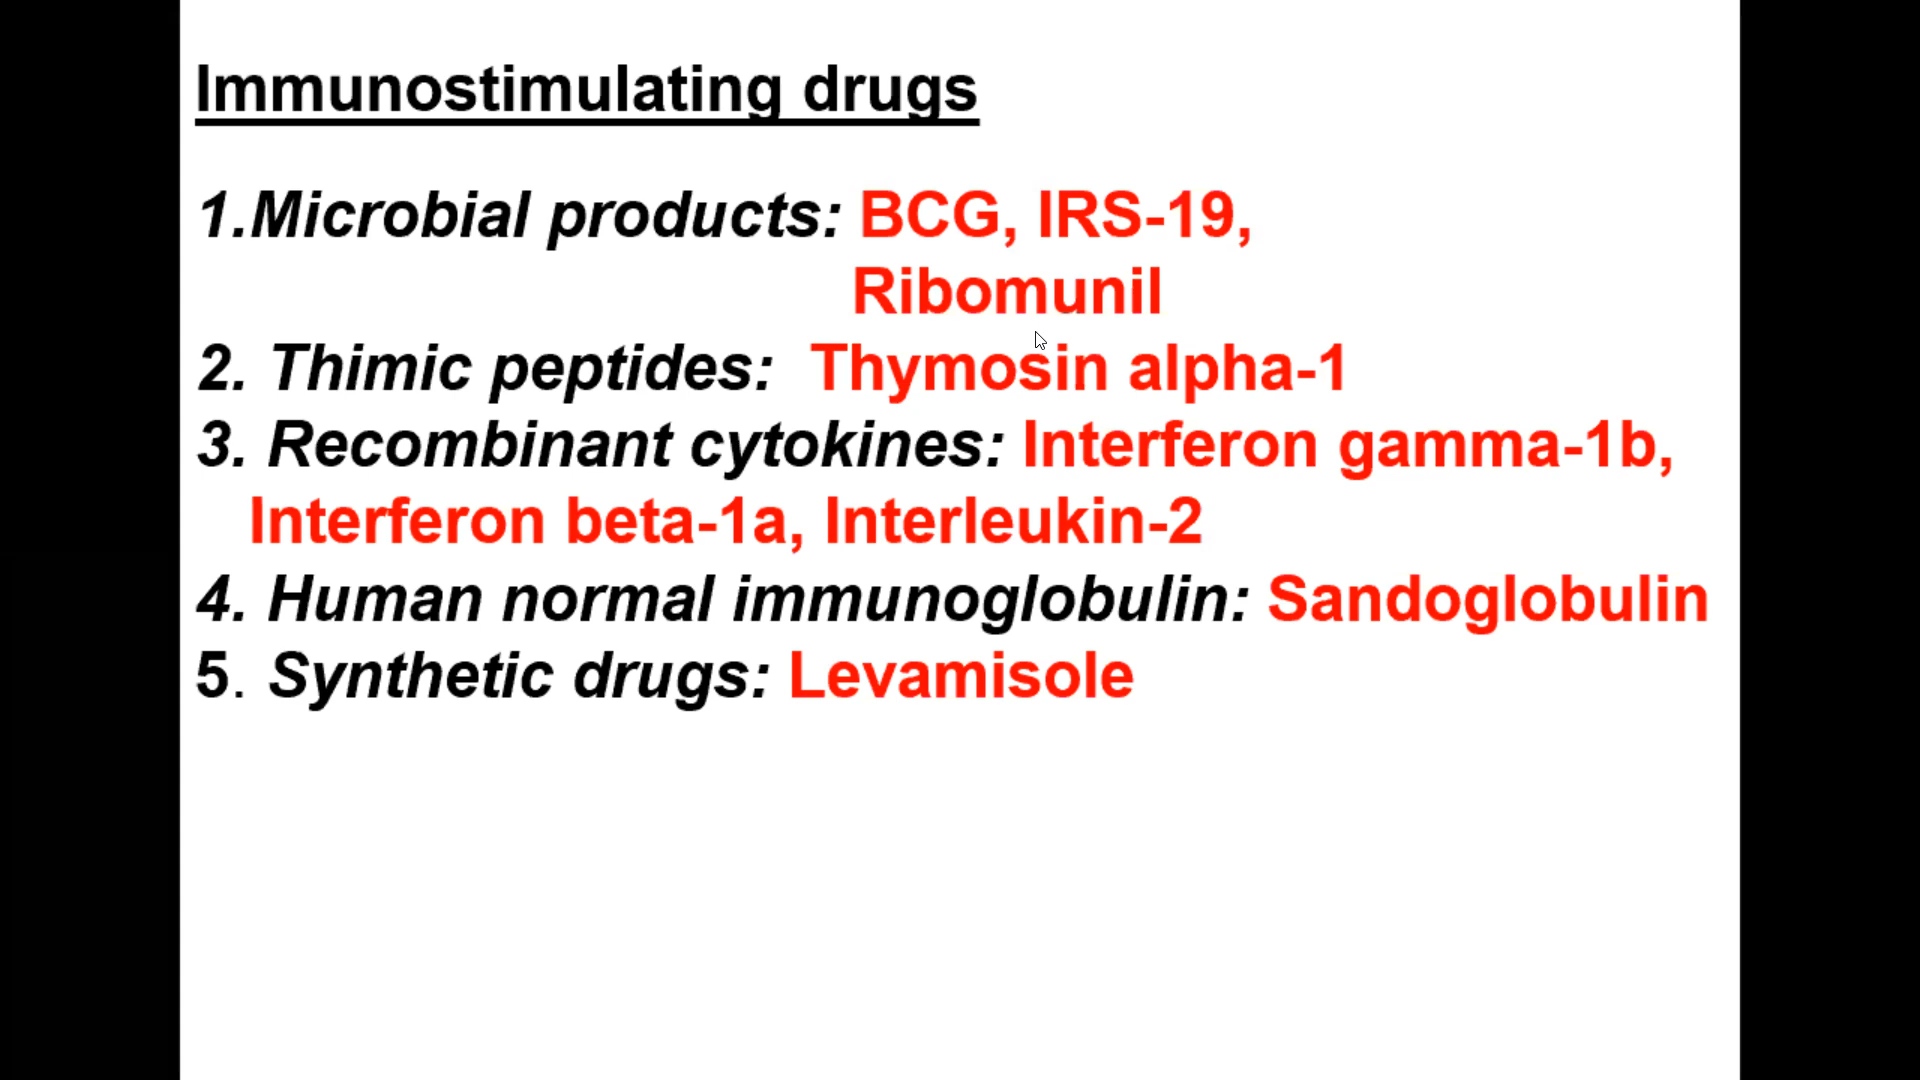 Immunostimulating drugs
1.Microbial products: BCG, IRS-19,
Ribomunil
2. Thimic peptides: Thymosin alpha-1
3. Recombinant cytokines: Interferon gamma-1b,
Interferon beta-1a, Interleukin-2
4. Human normal immunoglobulin: Sandoglobulin
5. Synthetic drugs: Levamisole